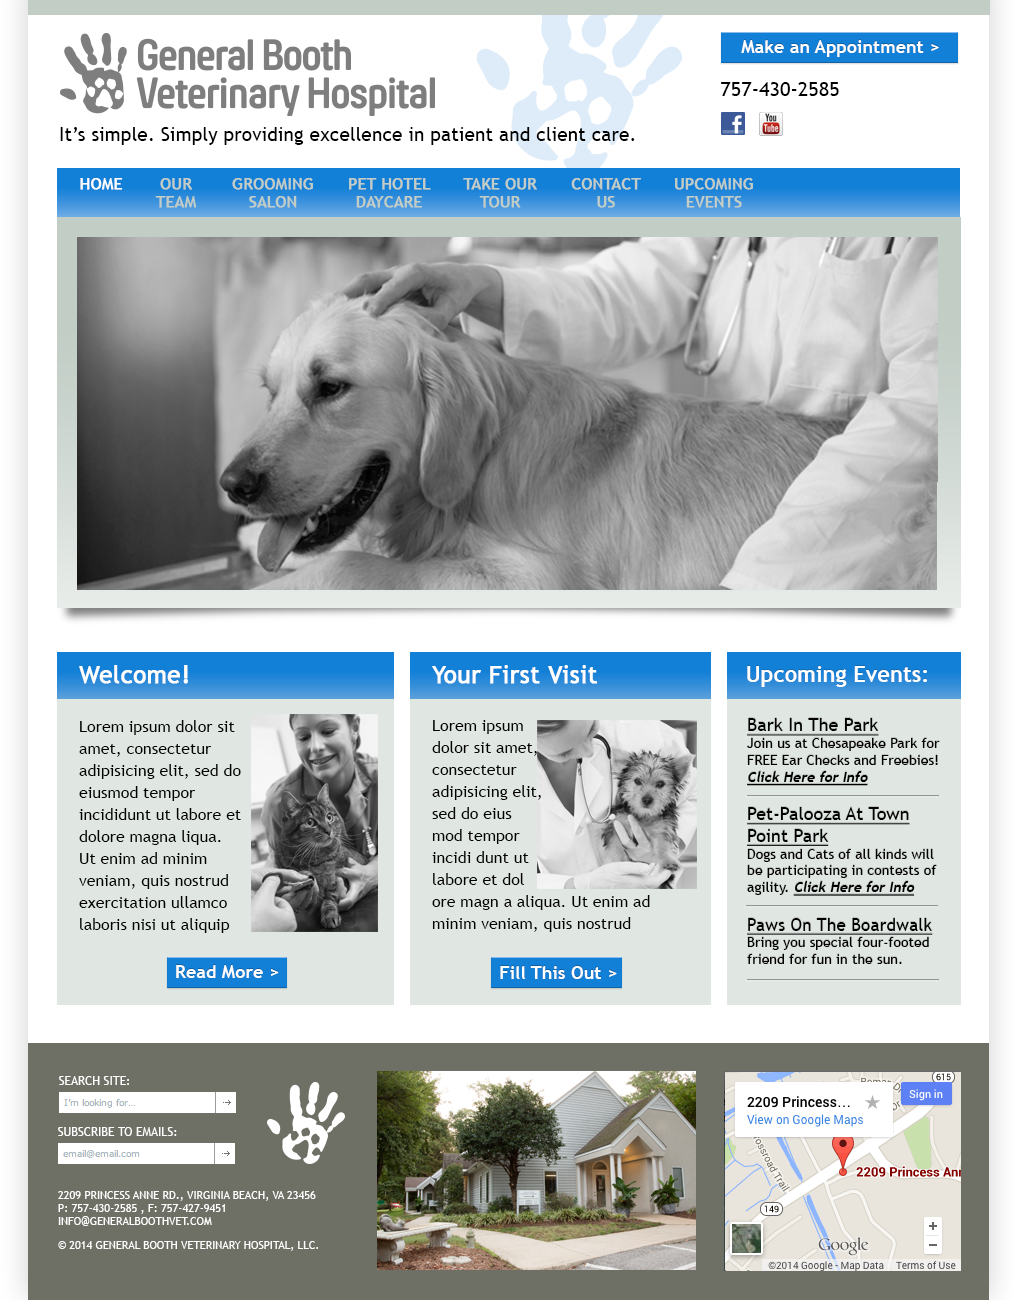 General Booth
Veterinary Hospital
It's simple. Simply providing excellence in patient and client care.
Make an Appointment >
757-430-2585
f
You
Tube
HOME
OUR
TEAM
GROOMING
SALON
PET HOTEL
DAYCARE
TAKE OUR
TOUR
CONTACT
US
UPCOMING
EVENTS
Welcome!
Lorem ipsum dolor sit
amet, consectetur
adipisicing elit, sed do
eiusmod tempor
incididunt ut labore et
dolore magna liqua.
Ut enim ad minim
veniam, quis nostrud
exercitation ullamco
laboris nisi ut aliquip
Read More >
Your First Visit
Lorem ipsum
dolor sit amet,
consectetur
adipisicing elit,
sed do eius
mod tempor
incidi dunt ut
labore et dol
ore magn a aliqua. Ut enim ad
minim veniam, quis nostrud
Fill This Out >
Upcoming Events:
Bark In The Park
Join us at Chesapeake Park for
FREE Ear Checks and Freebies!
Click Here for Info
Pet-Palooza At Town
Point Park
Dogs and Cats of all kinds will
be participating in contests of
agility. Click Here for Info
Paws On The Boardwalk
Bring you special four-footed
friend for fun in the sun.
SEARCH SITE:
I'm looking for...
SUBSCRIBE TO EMAILS:
email@email.com
2209 PRINCESS ANNE RD., VIRGINIA BEACH, VA 23456
P: 757-430-2585 , F: 757-427-9451
INFO@GENERALBOOTHVET.COM
© 2014 GENERAL BOOTH VETERINARY HOSPITAL, LLC.
615
2209 Princess...
View on Google Maps
Sign in
2209 Princess Ann
Trail
149
Google
+
−
©2014 Google - Map Data
Terms of Use